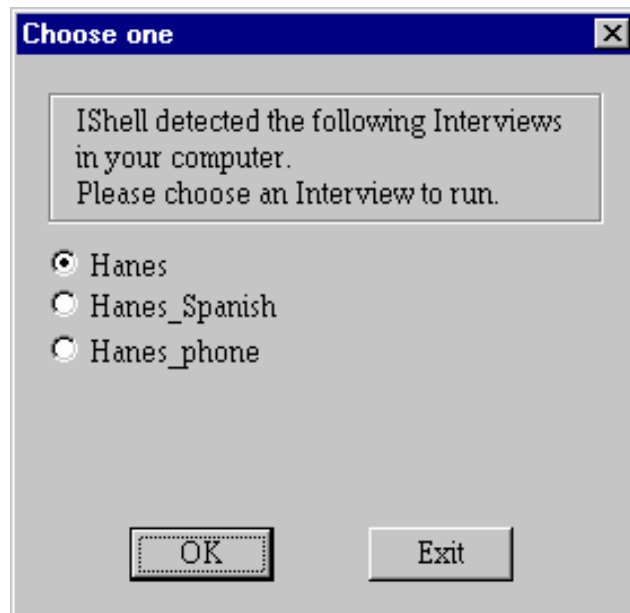 Choose one
IShell detected the following Interviews
in your computer.
Please choose an Interview to run.
Hanes
Hanes_Spanish
Hanes_phone
OK Exit